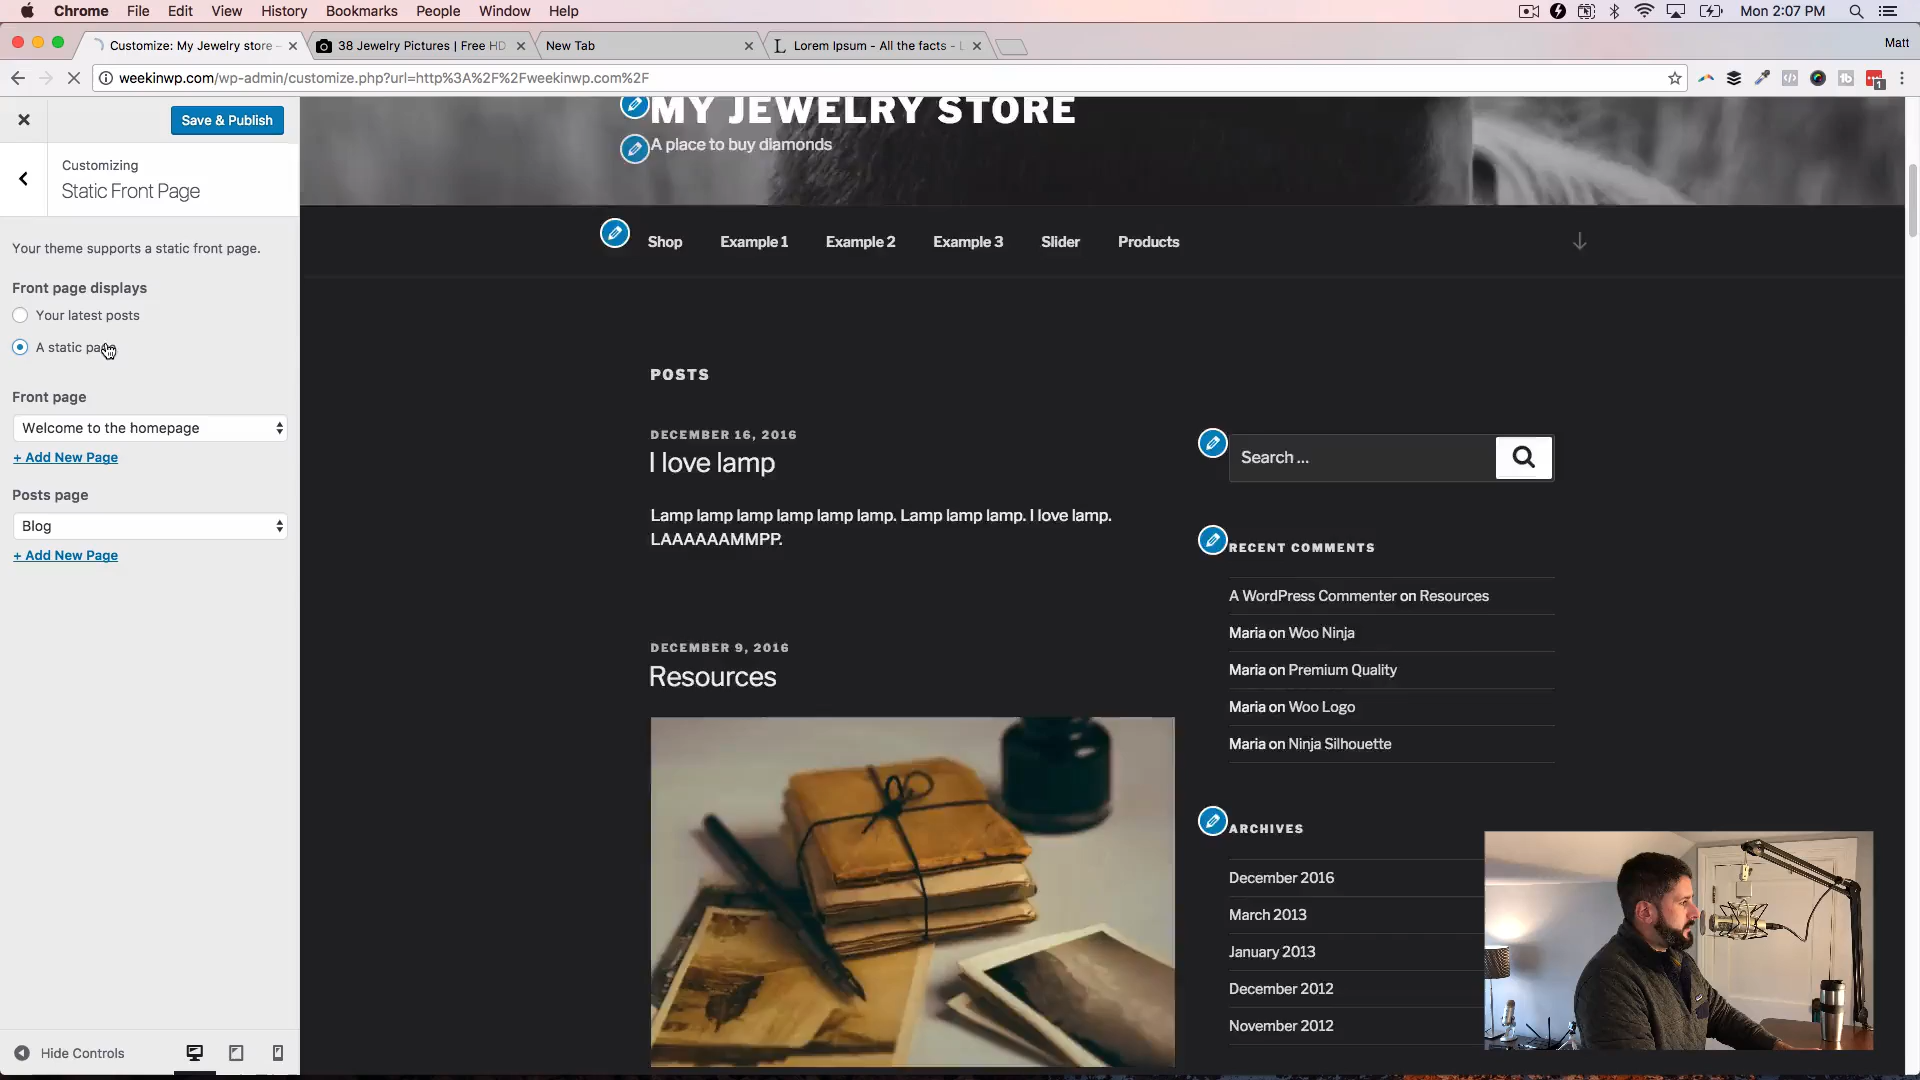 Chrome File Edit View History Bookmarks People Window Help Mon 2:07 PM
Customize: My Jewelry store – 38 Jewelry Pictures | Free HD New Tab Lorem Ipsum - All the facts - L Matt
weekinwp.com/wp-admin/customize.php?url=http%3A%2F%2Fweekinwp.com%2F
Save & Publish
Customizing
Static Front Page
Your theme supports a static front page.
Front page displays
Your latest posts
A static page
Front page
Welcome to the homepage
+ Add New Page
Posts page
Blog
+ Add New Page
Hide Controls
MY JEWELRY STORE
A place to buy diamonds
Shop Example 1 Example 2 Example 3 Slider Products
POSTS
DECEMBER 16, 2016
I love lamp
Lamp lamp lamp lamp lamp lamp. Lamp lamp lamp. I love lamp.
LAAAAAAMMPP.
DECEMBER 9, 2016
Resources
Search ...
RECENT COMMENTS
A WordPress Commenter on Resources
Maria on Woo Ninja
Maria on Premium Quality
Maria on Woo Logo
Maria on Ninja Silhouette
ARCHIVES
December 2016
March 2013
January 2013
December 2012
November 2012